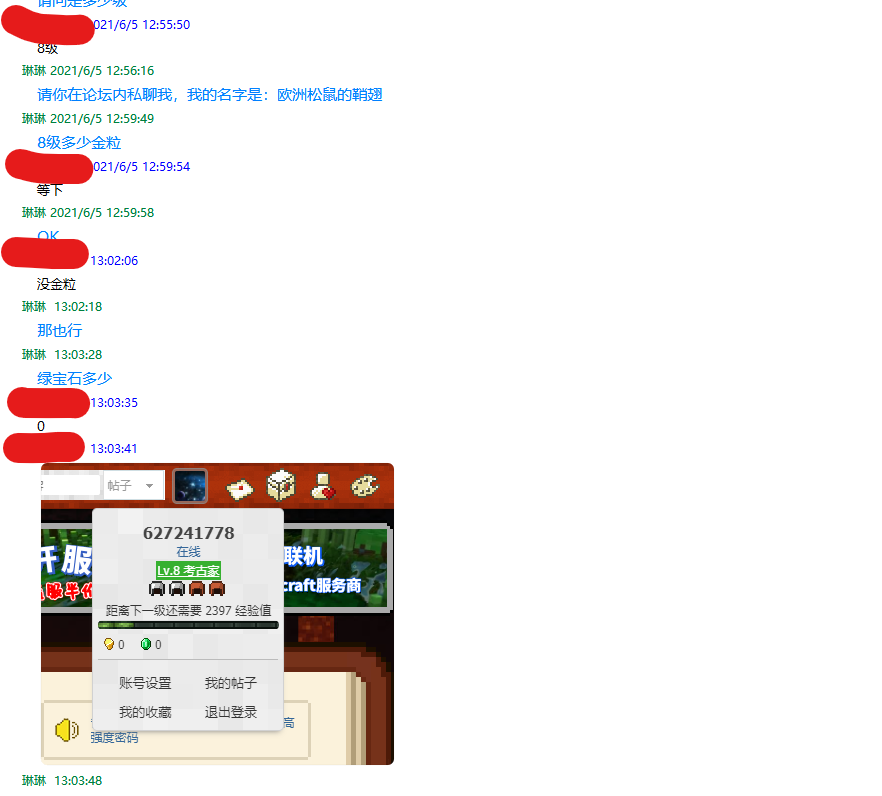 请问是多少级
021/6/5 12:55:50
8级
琳琳 2021/6/5 12:56:16
请你在论坛内私聊我，我的名字是：欧洲松鼠的鞘翅
琳琳 2021/6/5 12:59:49
8级多少金粒
021/6/5 12:59:54
等下
琳琳 2021/6/5 12:59:58
OK
13:02:06
没金粒
琳琳 13:02:18
那也行
琳琳 13:03:28
绿宝石多少
13:03:35
0
13:03:41
帖子
627241778
在线
Lv.8 考古家
服
联机
craft服务商
距离下一级还需要 2397 经验值
0 0
账号设置 我的帖子
我的收藏 退出登录
高
强度密码
琳琳 13:03:48